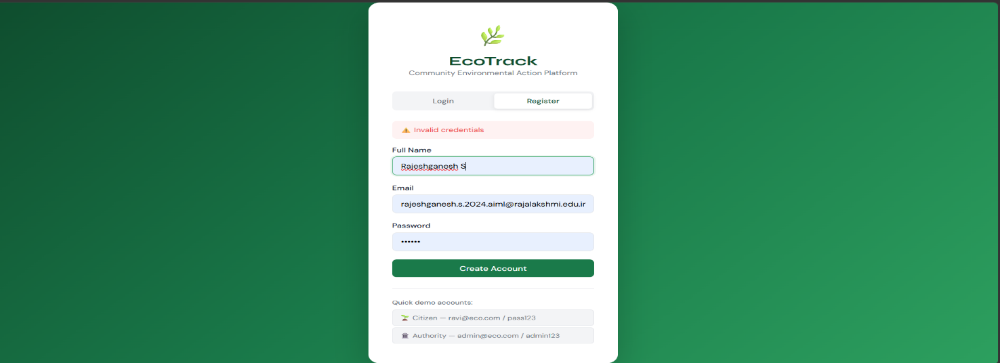 EcoTrack
Community Environmental Action Platform
Login
Register
⚠️ Invalid credentials
Full Name
Rajeshganesh S
Email
rajeshganesh.s.2024.aiml@rajalakshmi.edu.ir
Password
••••••
Create Account
Quick demo accounts:
Citizen — ravi@eco.com / pass123
🏛️ Authority — admin@eco.com / admin123